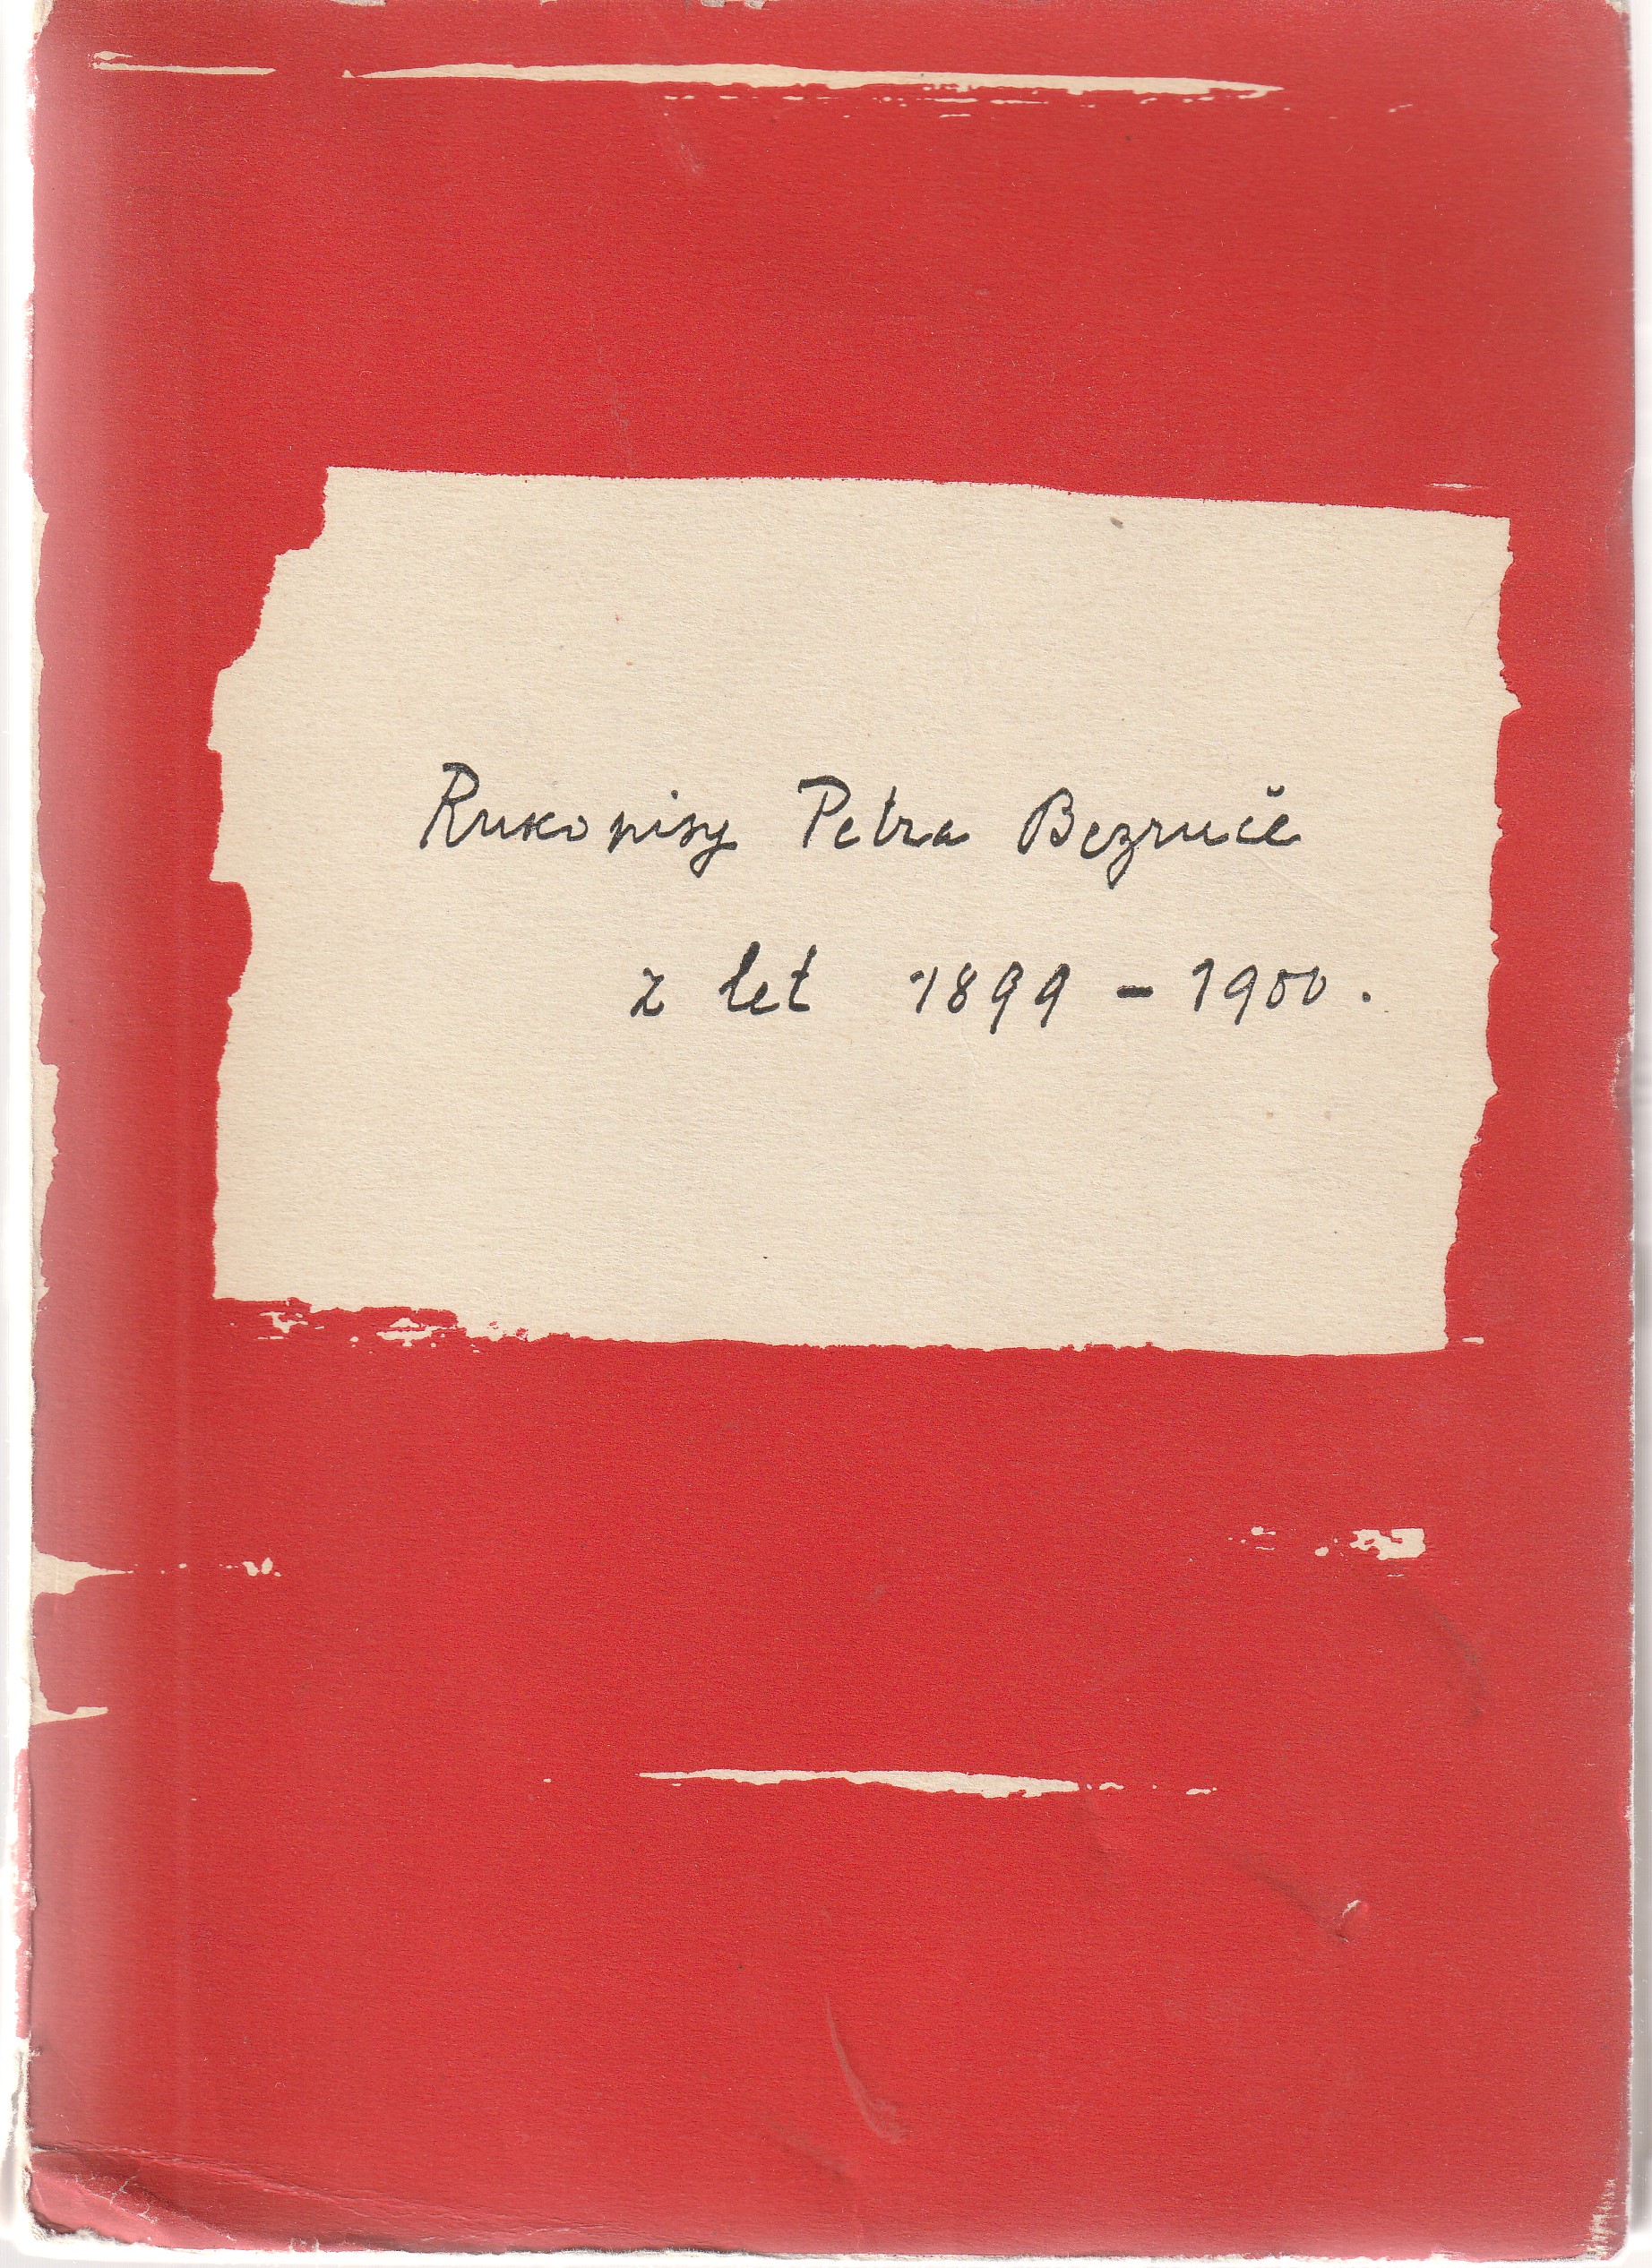 Rukopisy Petra Bezruče
z let 1899 - 1900.